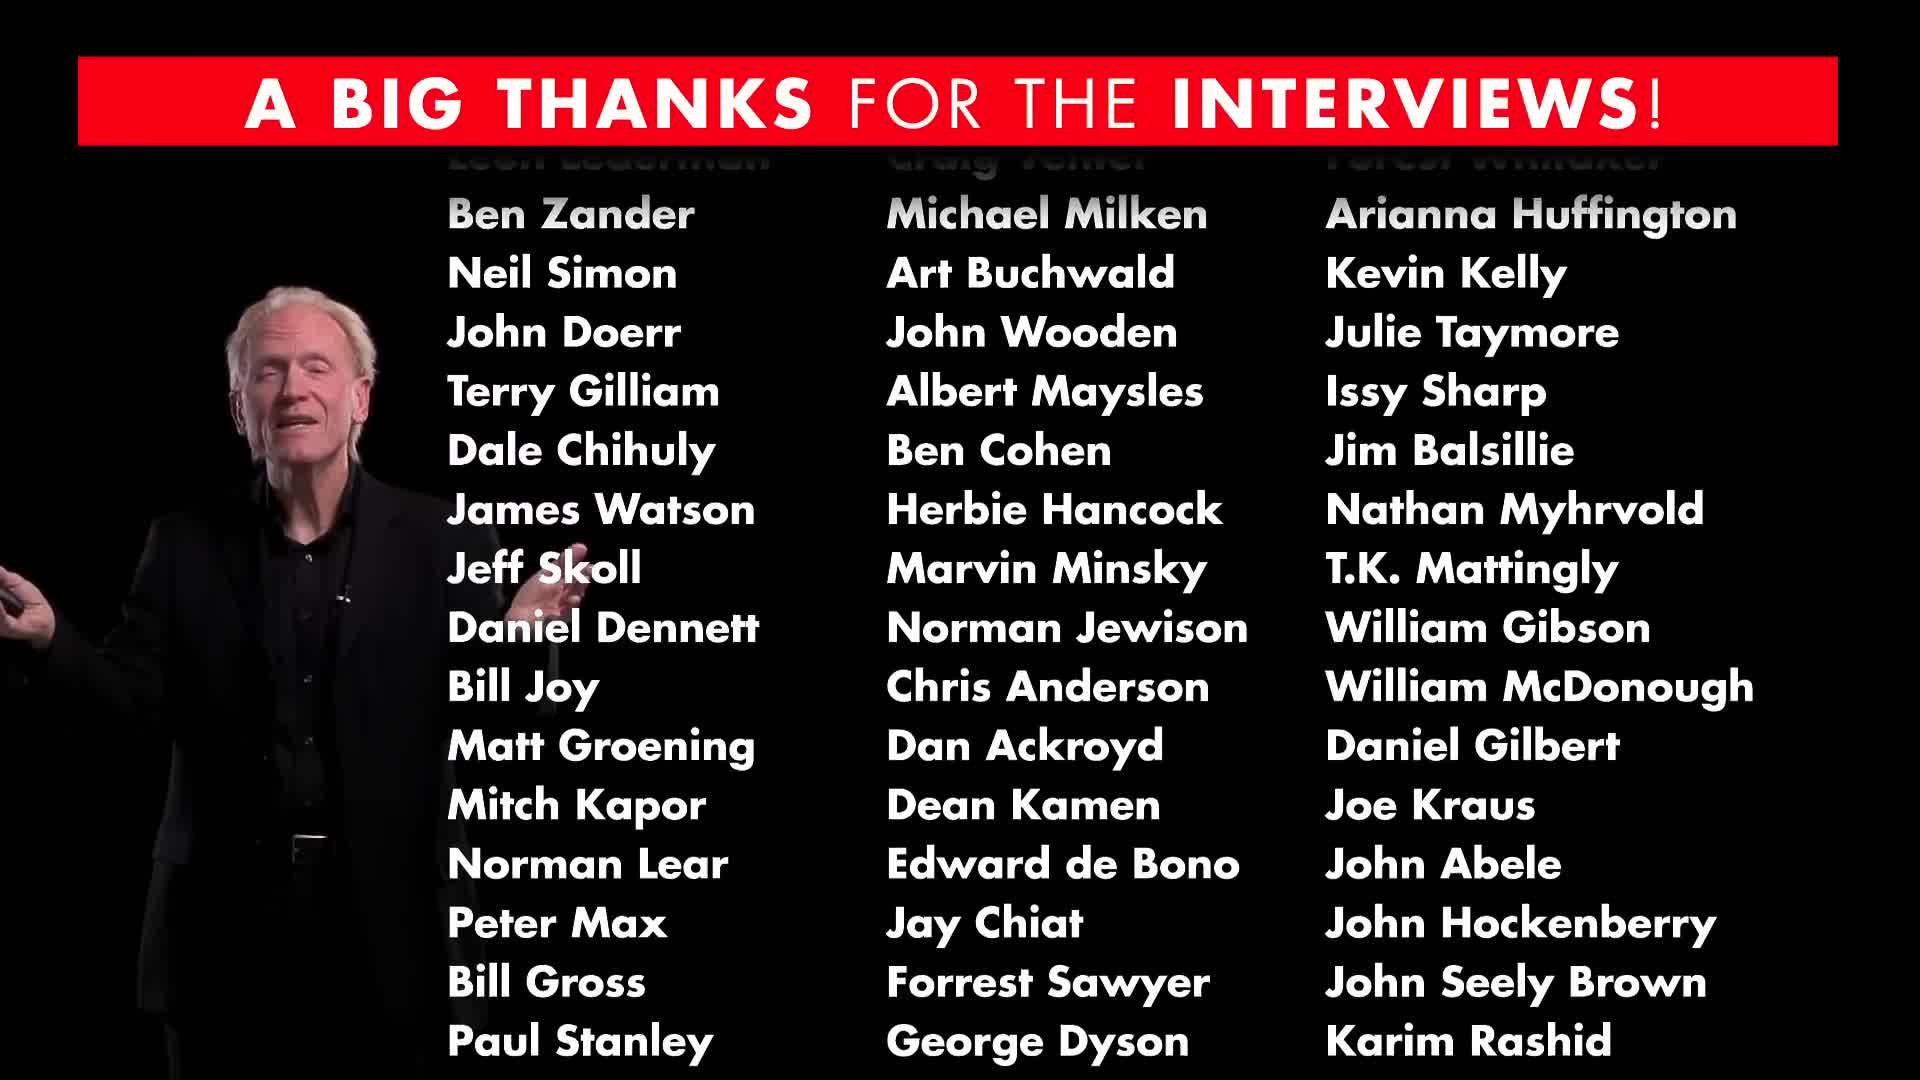 A BIG THANKS FOR THE INTERVIEWS!
Ben Zander Michael Milken Arianna Huffington
Neil Simon Art Buchwald Kevin Kelly
John Doerr John Wooden Julie Taymore
Terry Gilliam Albert Maysles Issy Sharp
Dale Chihuly Ben Cohen Jim Balsillie
James Watson Herbie Hancock Nathan Myhrvold
Jeff Skoll Marvin Minsky T.K. Mattingly
Daniel Dennett Norman Jewison William Gibson
Bill Joy Chris Anderson William McDonough
Matt Groening Dan Ackroyd Daniel Gilbert
Mitch Kapor Dean Kamen Joe Kraus
Norman Lear Edward de Bono John Abele
Peter Max Jay Chiat John Hockenberry
Bill Gross Forrest Sawyer John Seely Brown
Paul Stanley George Dyson Karim Rashid